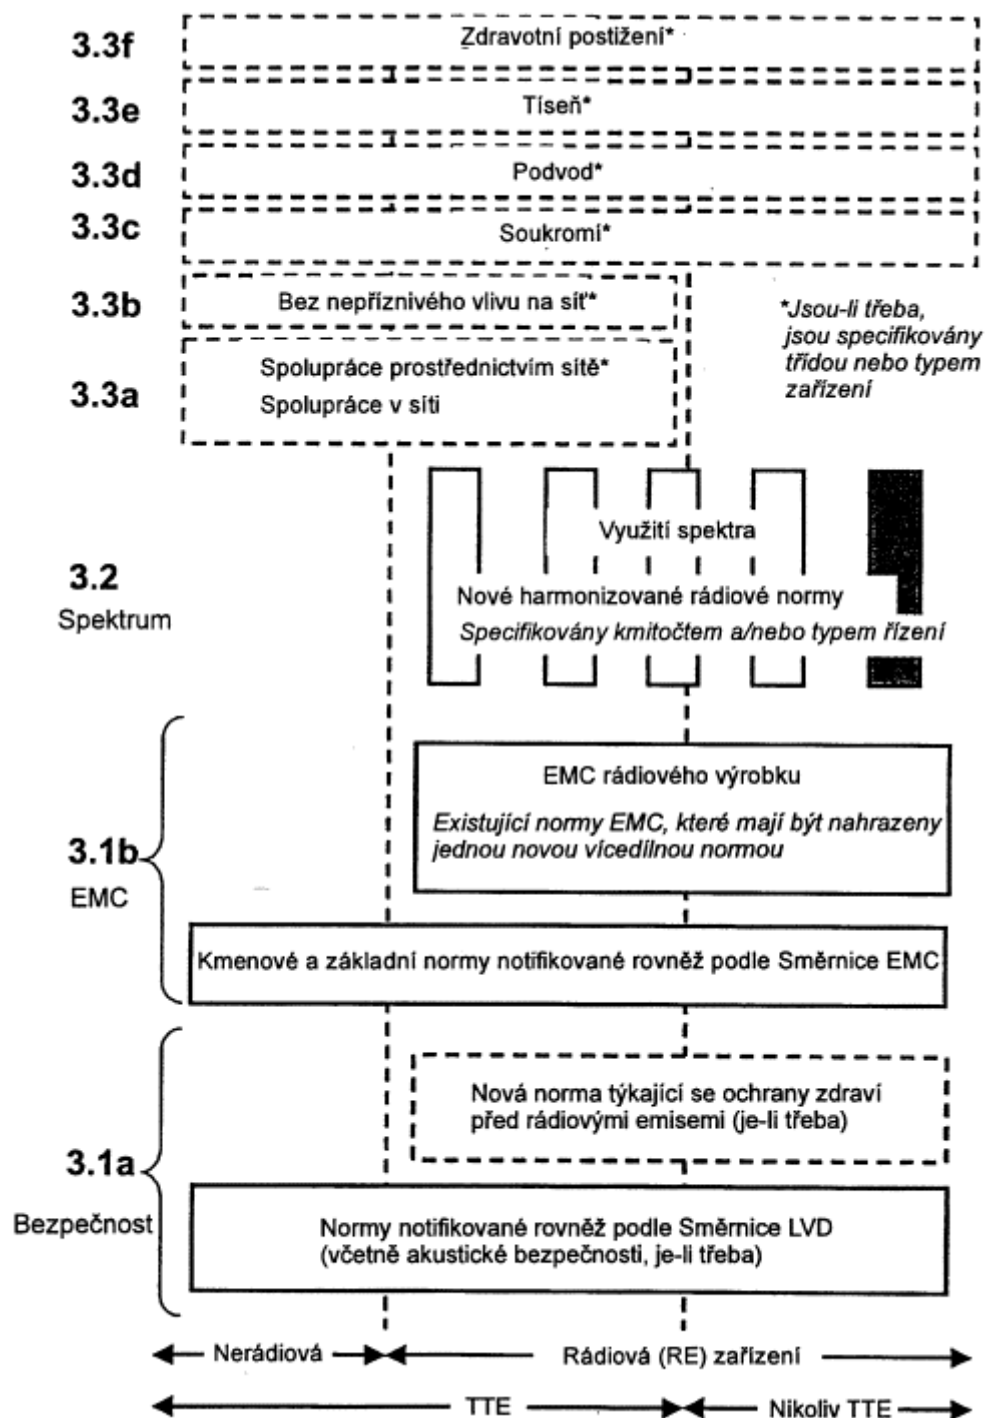 3.3f
Zdravotní postižení*
3.3e
Tíseň*
3.3d
Podvod*
3.3c
Soukromí*
3.3b
Bez nepříznivého vlivu na síť*
*Jsou-li třeba,
jsou specifikovány
třídou nebo typem
zařízení
3.3a
Spolupráce prostřednictvím sítě*
Spolupráce v síti
3.2
Spektrum
Využití spektra
Nové harmonizované rádiové normy
Specifikovány kmitočtem a/nebo typem řízení
3.1b
EMC
EMC rádiového výrobku
Existující normy EMC, které mají být nahrazeny
jednou novou vícedílnou normou
Kmenové a základní normy notifikované rovněž podle Směrnice EMC
3.1a
Bezpečnost
Nová norma týkající se ochrany zdraví
před rádiovými emisemi (je-li třeba)
Normy notifikované rovněž podle Směrnice LVD
(včetně akustické bezpečnosti, je-li třeba)
Nerádiová
Rádiová (RE) zařízení
TTE
Nikoliv TTE